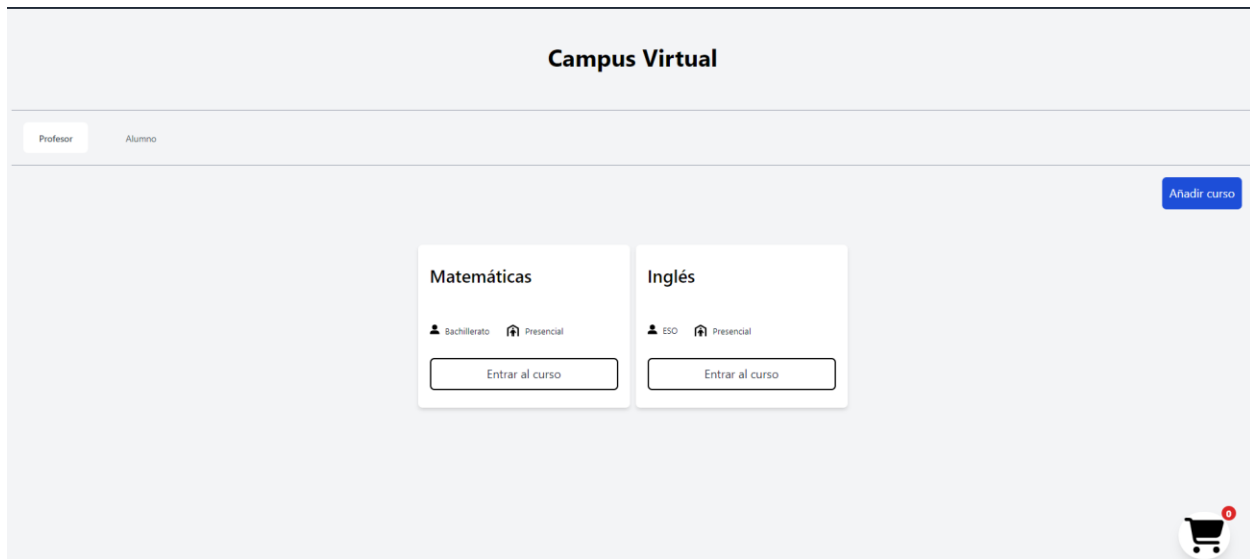 Campus Virtual
Profesor Alumno
Añadir curso
Matemáticas
Bachillerato Presencial
Entrar al curso
Inglés
ESO Presencial
Entrar al curso
0